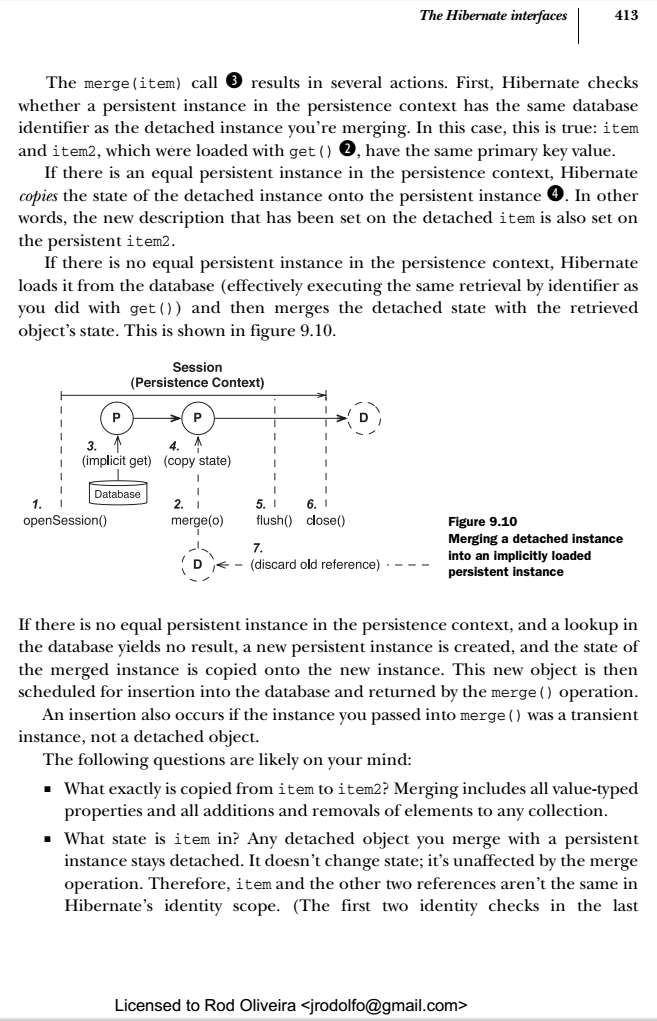 The Hibernate interfaces 413
The merge(item) call ❸ results in several actions. First, Hibernate checks
whether a persistent instance in the persistence context has the same database
identifier as the detached instance you're merging. In this case, this is true: item
and item2, which were loaded with get() ❷, have the same primary key value.
If there is an equal persistent instance in the persistence context, Hibernate
copies the state of the detached instance onto the persistent instance ❹. In other
words, the new description that has been set on the detached item is also set on
the persistent item2.
If there is no equal persistent instance in the persistence context, Hibernate
loads it from the database (effectively executing the same retrieval by identifier as
you did with get()) and then merges the detached state with the retrieved
object's state. This is shown in figure 9.10.
Session
(Persistence Context)
P P D
3. 4.
(implicit get) (copy state)
Database
1. 2. 5. 6.
openSession() merge(o) flush() close()
7.
D (discard old reference)
Figure 9.10
Merging a detached instance
into an implicitly loaded
persistent instance
If there is no equal persistent instance in the persistence context, and a lookup in
the database yields no result, a new persistent instance is created, and the state of
the merged instance is copied onto the new instance. This new object is then
scheduled for insertion into the database and returned by the merge() operation.
An insertion also occurs if the instance you passed into merge() was a transient
instance, not a detached object.
The following questions are likely on your mind:
■ What exactly is copied from item to item2? Merging includes all value-typed
properties and all additions and removals of elements to any collection.
■ What state is item in? Any detached object you merge with a persistent
instance stays detached. It doesn't change state; it's unaffected by the merge
operation. Therefore, item and the other two references aren't the same in
Hibernate's identity scope. (The first two identity checks in the last
Licensed to Rod Oliveira <jrodolfo@gmail.com>